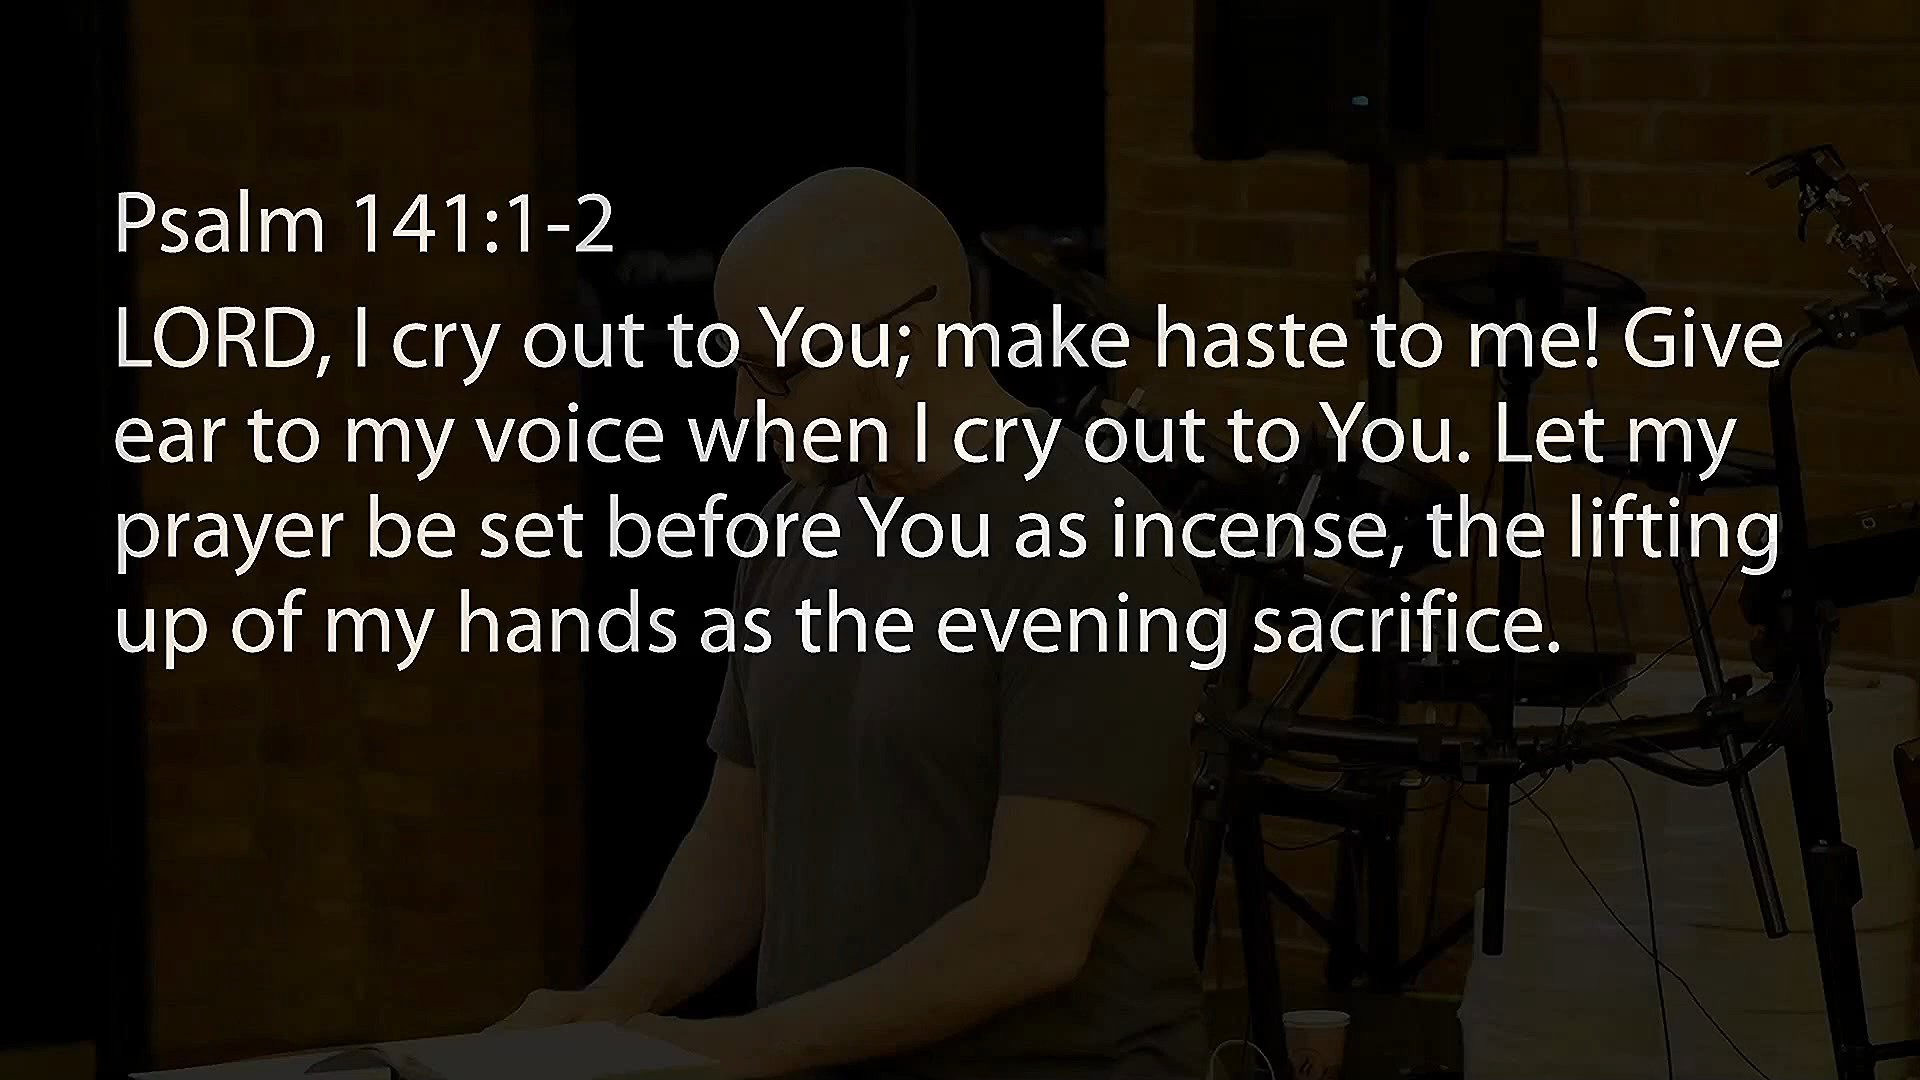 Psalm 141:1-2
LORD, I cry out to You; make haste to me! Give
ear to my voice when I cry out to You. Let my
prayer be set before You as incense, the lifting
up of my hands as the evening sacrifice.